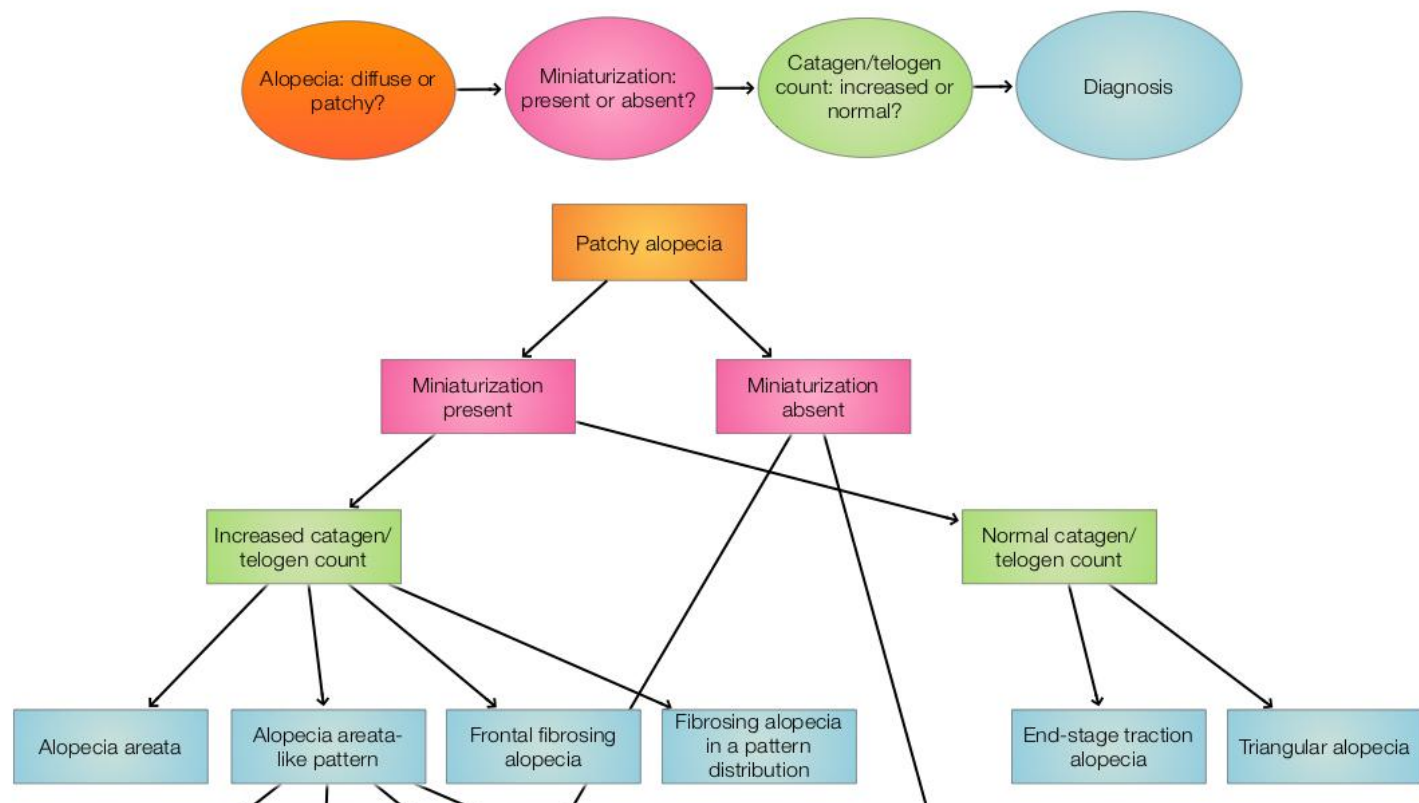 Alopecia: diffuse or
patchy?
Miniaturization:
present or absent?
Catagen/telogen
count: increased or
normal?
Diagnosis
Patchy alopecia
Miniaturization
present
Miniaturization
absent
Increased catagen/
telogen count
Normal catagen/
telogen count
Alopecia areata
Alopecia areata-
like pattern
Frontal fibrosing
alopecia
Fibrosing alopecia
in a pattern
distribution
End-stage traction
alopecia
Triangular alopecia